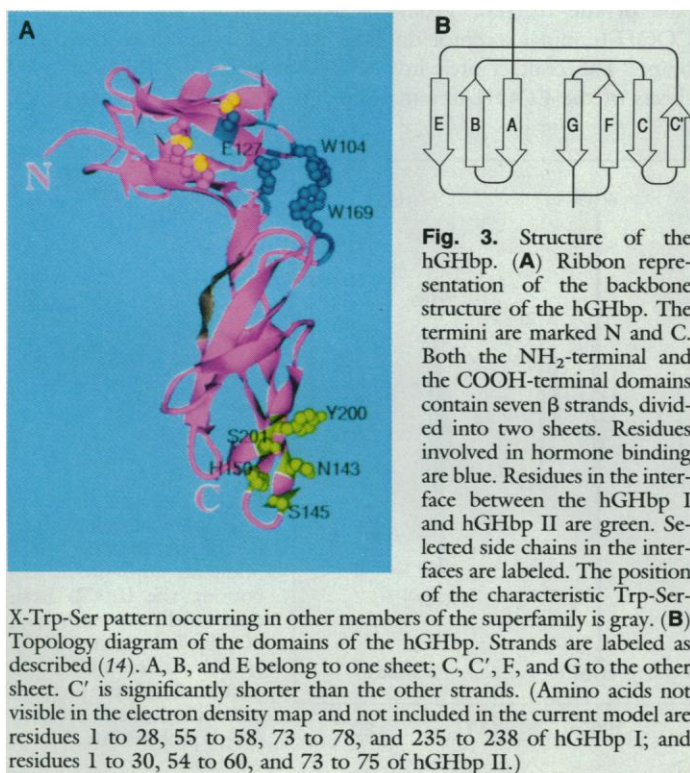 A
E127
W104
N
W169
Y200
S201
H150
N143
C
S145
B
E B A G F C C'
Fig. 3. Structure of the
hGHbp. (A) Ribbon repre-
sentation of the backbone
structure of the hGHbp. The
termini are marked N and C.
Both the NH₂-terminal and
the COOH-terminal domains
contain seven β strands, divid-
ed into two sheets. Residues
involved in hormone binding
are blue. Residues in the inter-
face between the hGHbp I
and hGHbp II are green. Se-
lected side chains in the inter-
faces are labeled. The position
of the characteristic Trp-Ser-
X-Trp-Ser pattern occurring in other members of the superfamily is gray. (B)
Topology diagram of the domains of the hGHbp. Strands are labeled as
described (14). A, B, and E belong to one sheet; C, C', F, and G to the other
sheet. C' is significantly shorter than the other strands. (Amino acids not
visible in the electron density map and not included in the current model are
residues 1 to 28, 55 to 58, 73 to 78, and 235 to 238 of hGHbp I; and
residues 1 to 30, 54 to 60, and 73 to 75 of hGHbp II.)